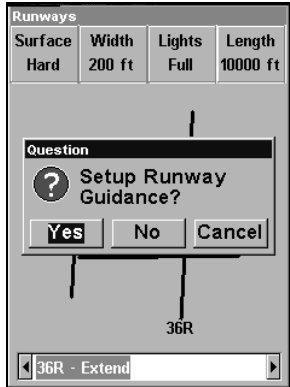 Runways
Surface Width Lights Length
Hard 200 ft Full 10000 ft
Question
?
Setup Runway
Guidance?
Yes No Cancel
36R
36R - Extend